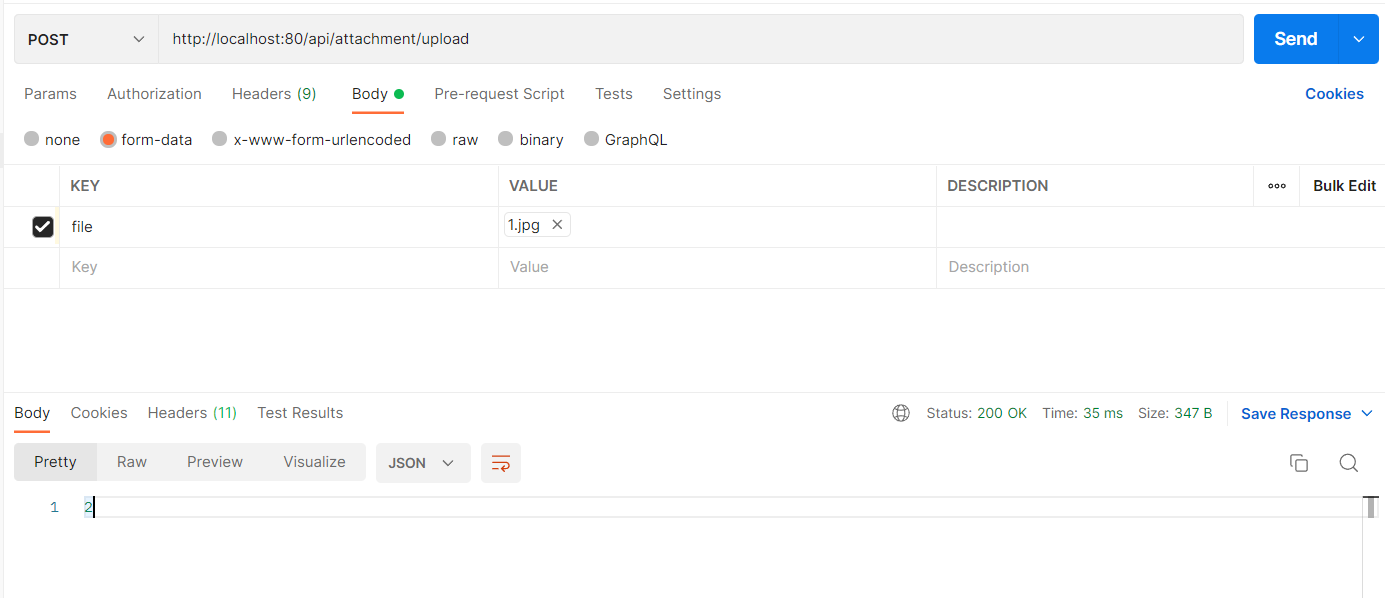 POST http://localhost:80/api/attachment/upload Send
Params Authorization Headers (9) Body Pre-request Script Tests Settings Cookies
none form-data x-www-form-urlencoded raw binary GraphQL
KEY VALUE DESCRIPTION ooo Bulk Edit
file 1.jpg
Key Value Description
Body Cookies Headers (11) Test Results Status: 200 OK Time: 35 ms Size: 347 B Save Response
Pretty Raw Preview Visualize JSON
1 2